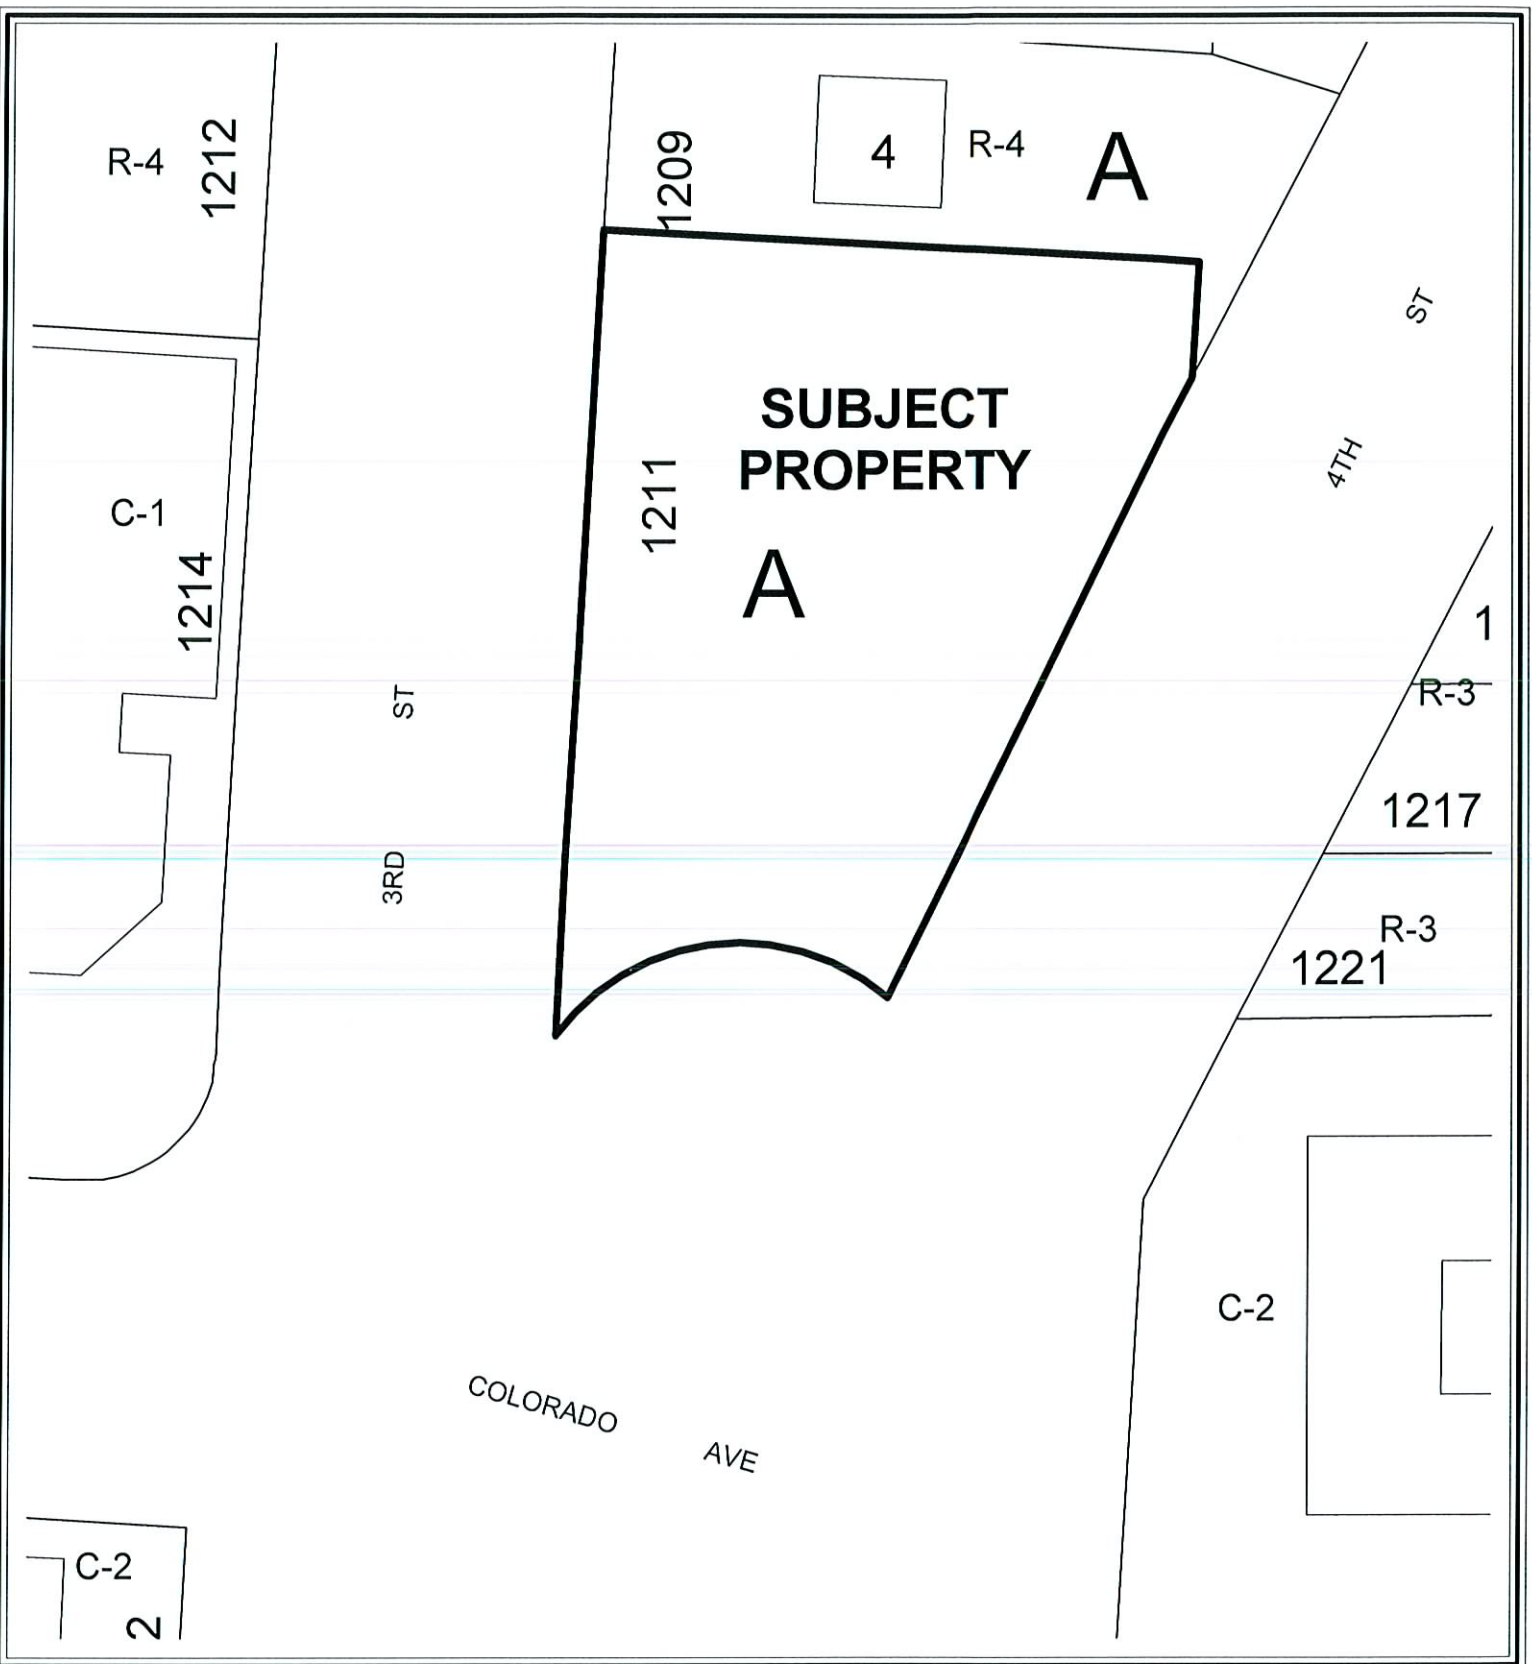 R-4
1212
1209
4
R-4
A
ST
SUBJECT
PROPERTY
1211
A
4TH
C-1
1214
ST
3RD
1
R-3
1217
R-3
1221
C-2
COLORADO
AVE
C-2
2